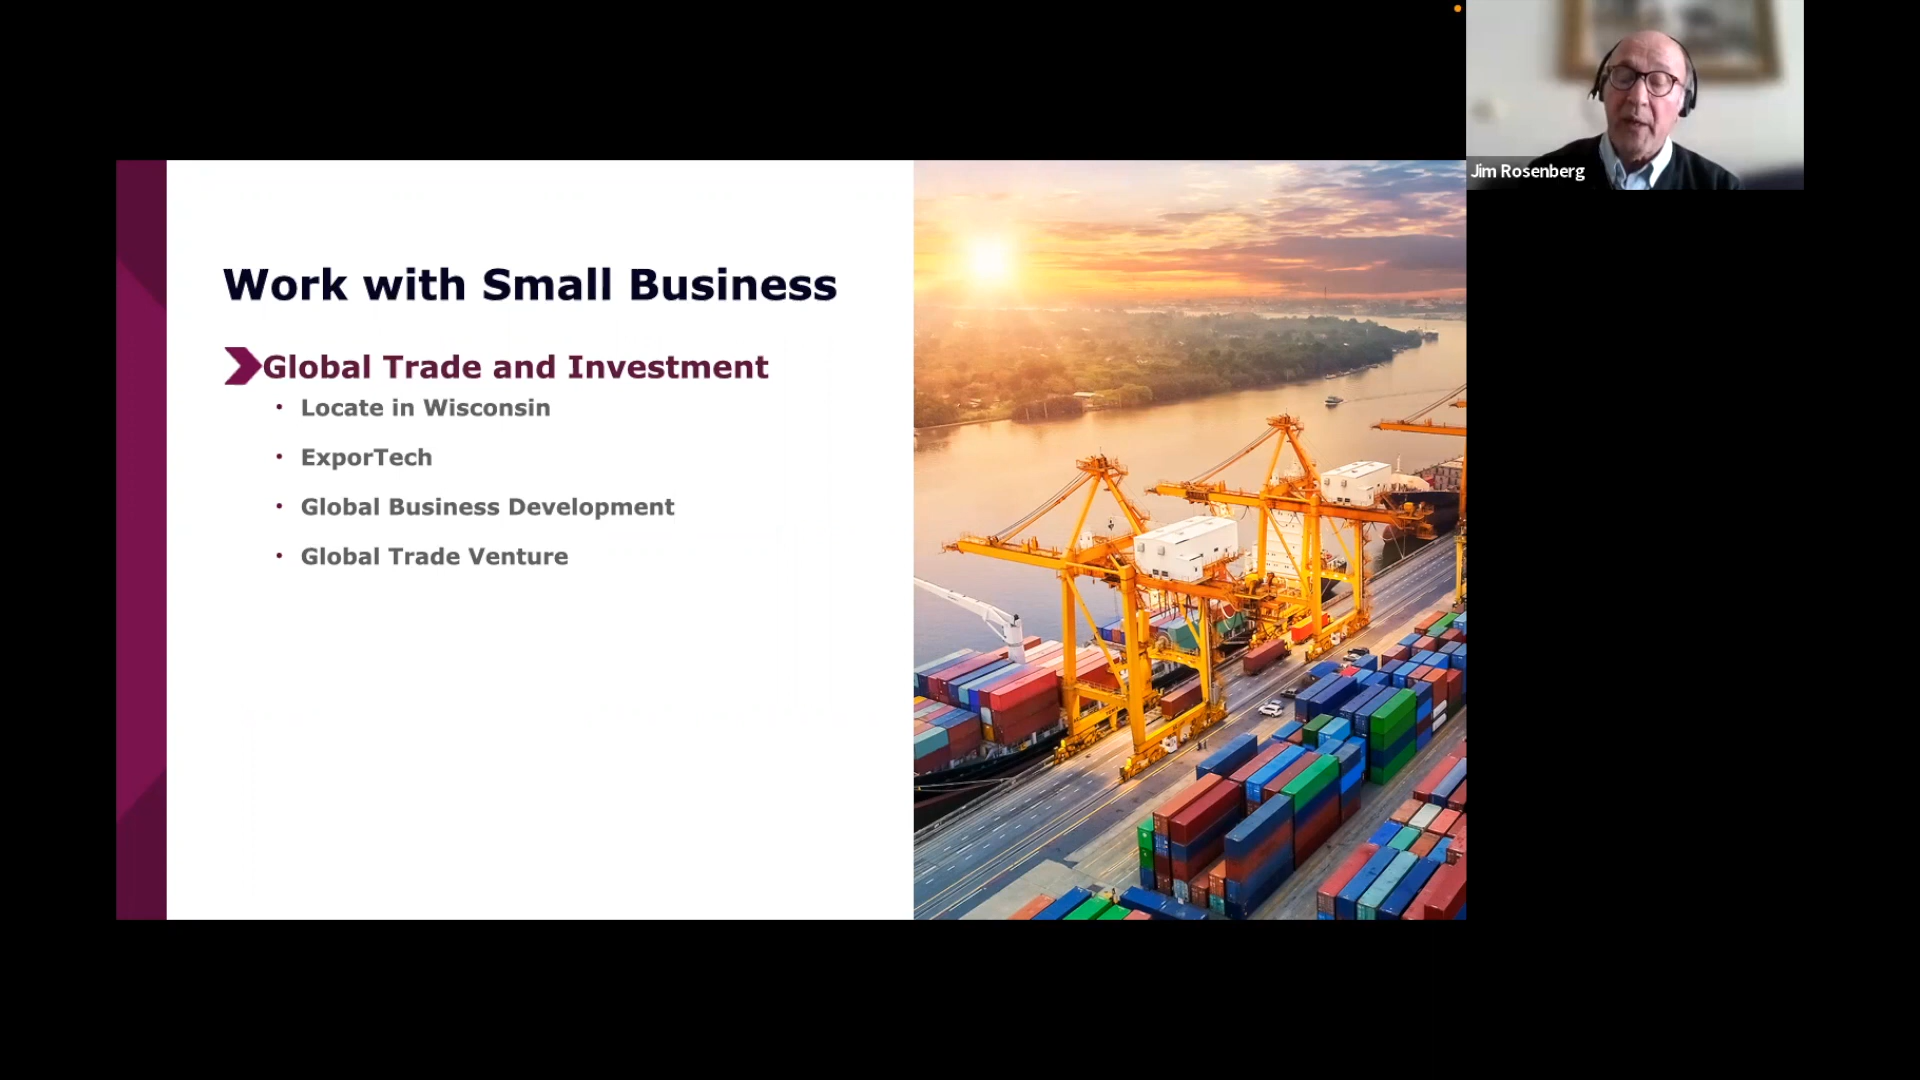 Jim Rosenberg
Work with Small Business
Global Trade and Investment
• Locate in Wisconsin
• ExporTech
• Global Business Development
• Global Trade Venture